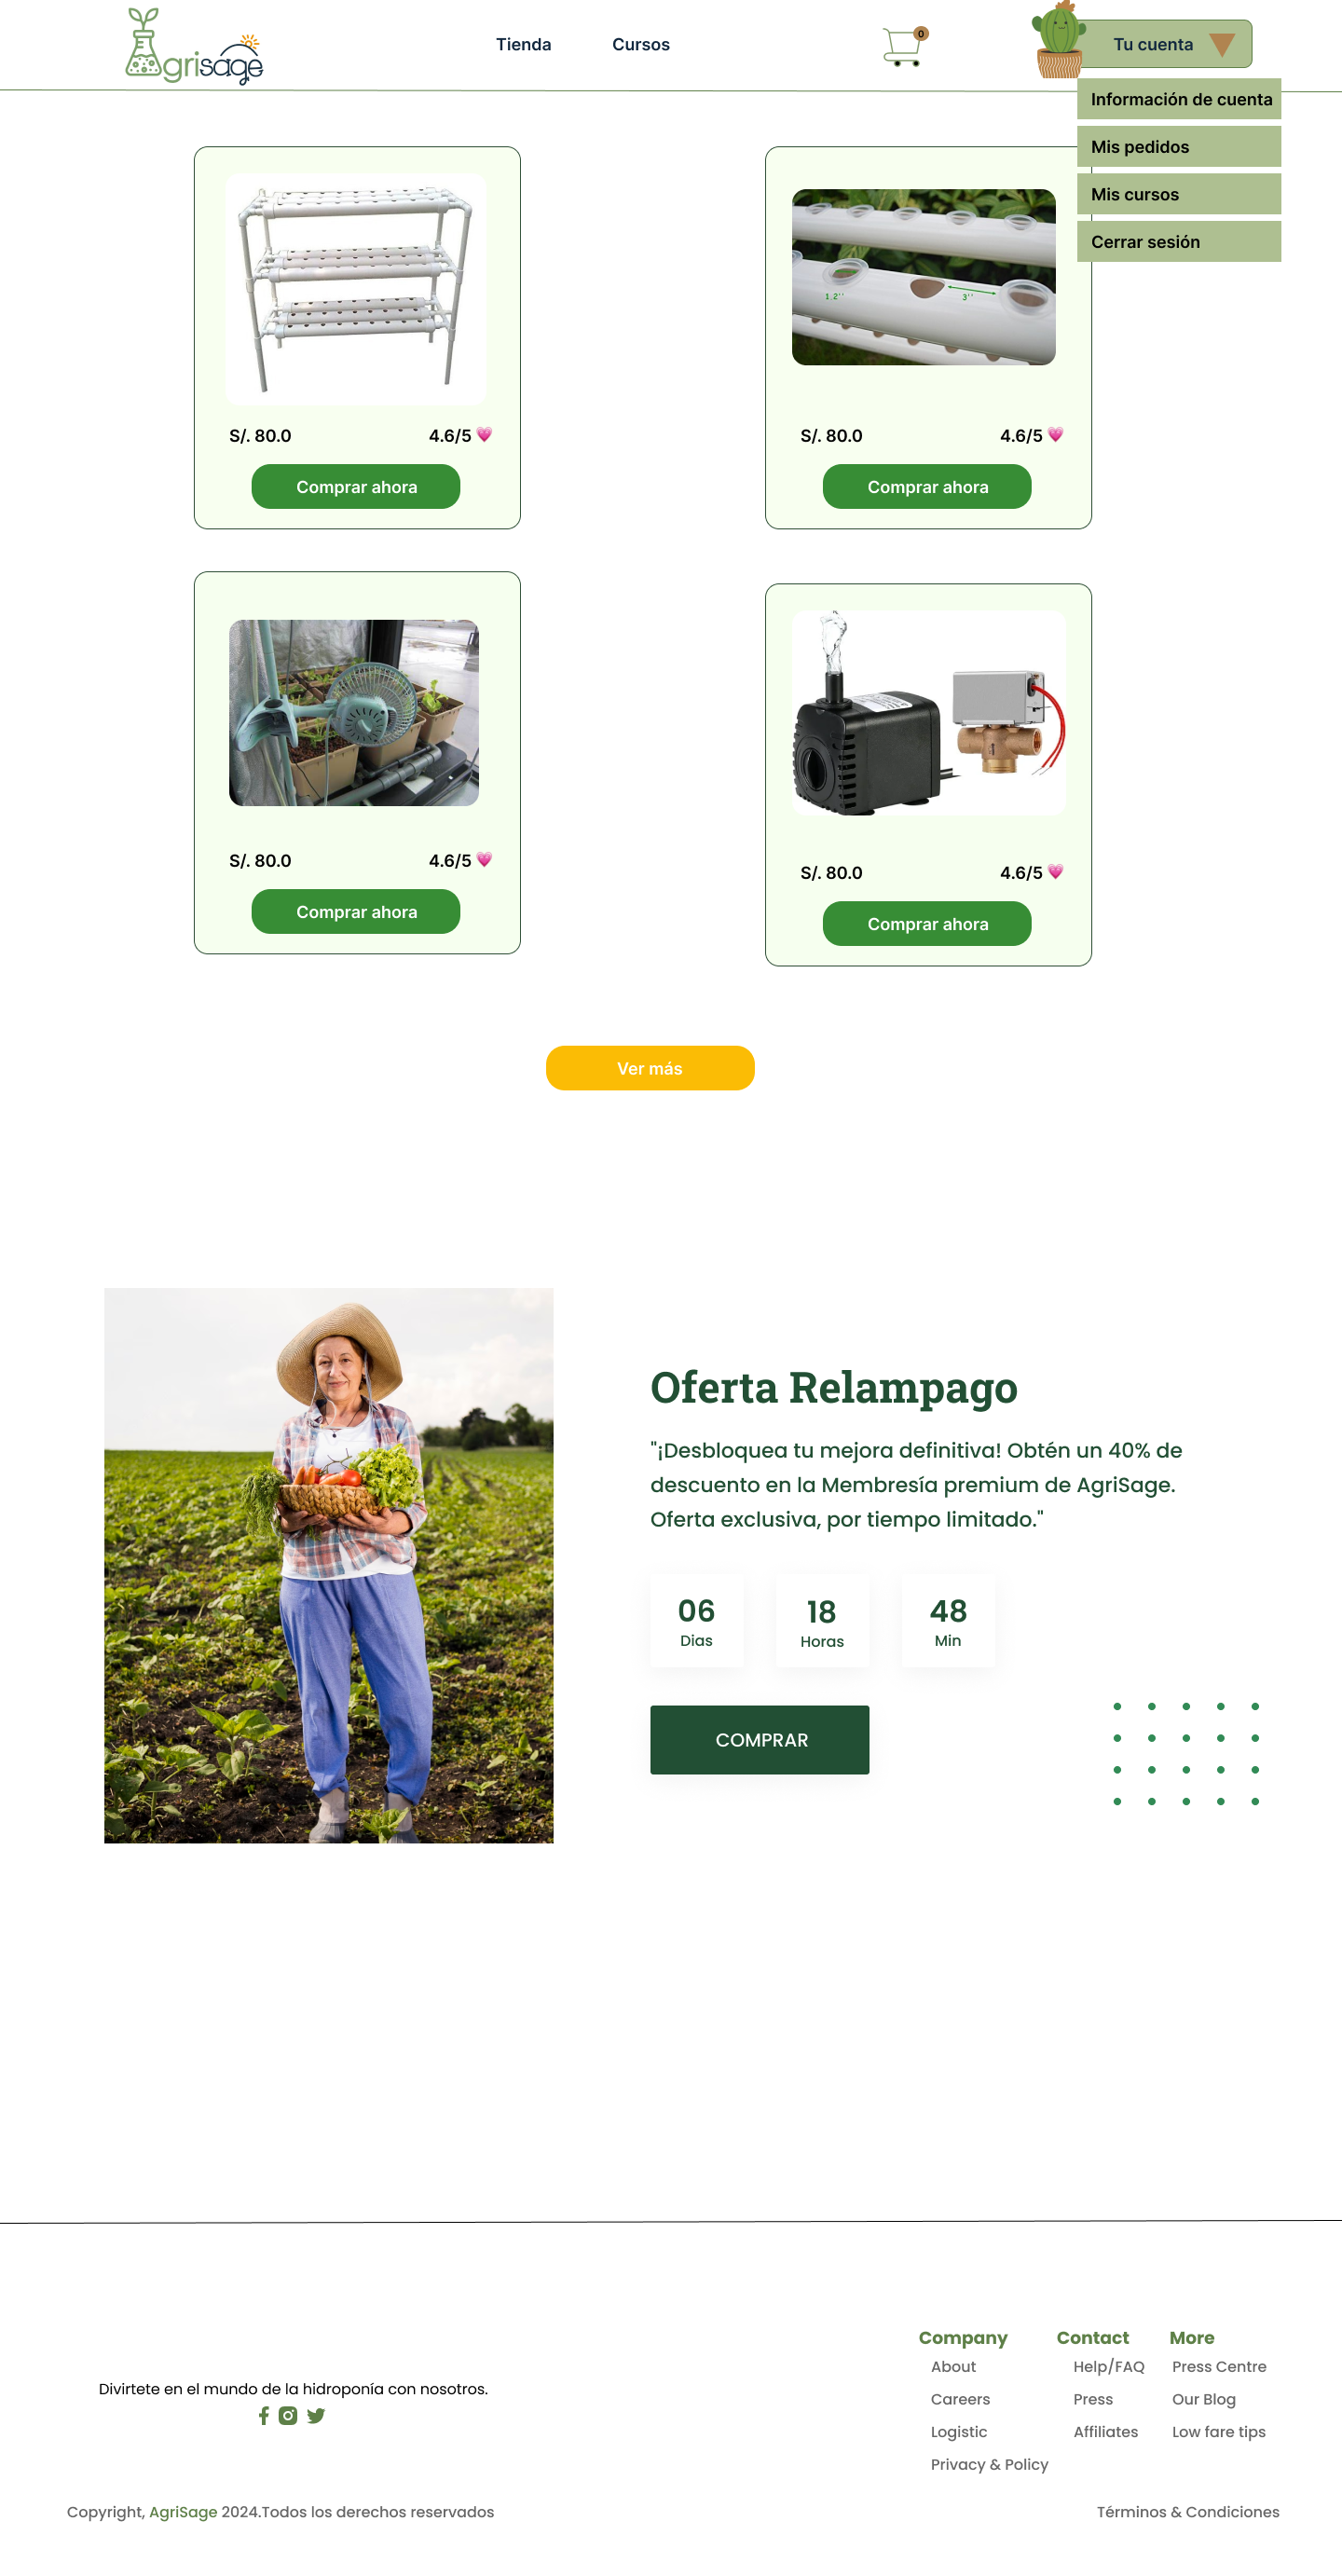 Agrisage
Tienda
Cursos
0
Tu cuenta
Información de cuenta
Mis pedidos
Mis cursos
Cerrar sesión
1.2''
3''
S/. 80.0
4.6/5
Comprar ahora
S/. 80.0
4.6/5
Comprar ahora
S/. 80.0
4.6/5
Comprar ahora
S/. 80.0
4.6/5
Comprar ahora
Ver más
Oferta Relampago
"¡Desbloquea tu mejora definitiva! Obtén un 40% de
descuento en la Membresía premium de AgriSage.
Oferta exclusiva, por tiempo limitado."
06
Dias
18
Horas
48
Min
COMPRAR
Divirtete en el mundo de la hidroponía con nosotros.
Company
About
Careers
Logistic
Privacy & Policy
Contact
Help/FAQ
Press
Affiliates
More
Press Centre
Our Blog
Low fare tips
Copyright, AgriSage 2024.Todos los derechos reservados
Términos & Condiciones